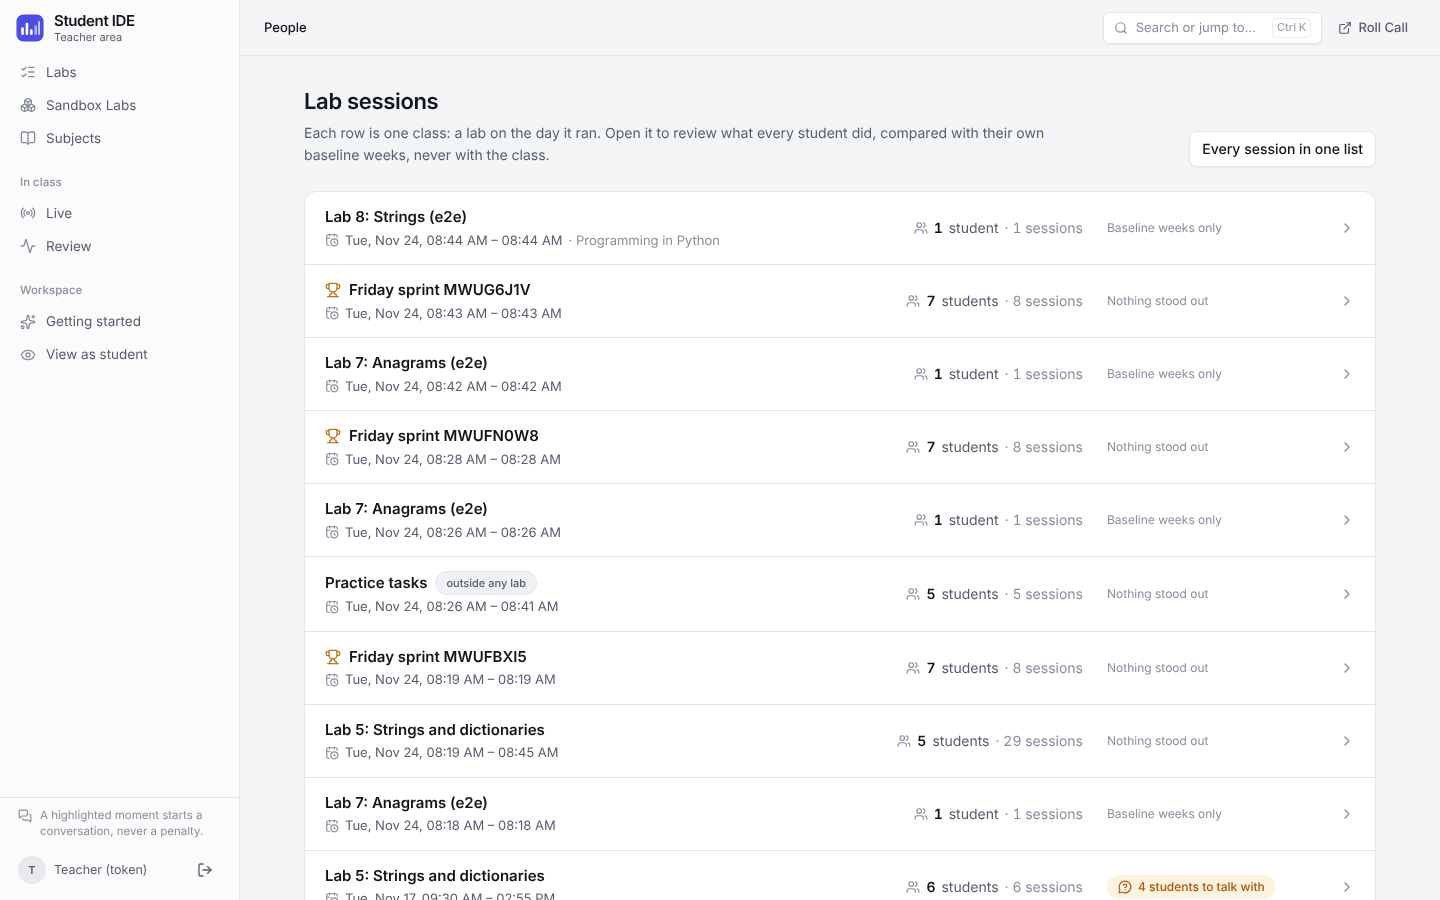 Student IDE
Teacher area
Labs
Sandbox Labs
Subjects
In class
Live
Review
Workspace
Getting started
View as student
A highlighted moment starts a
conversation, never a penalty.
T Teacher (token)
People
Search or jump to... Ctrl K
Roll Call
Lab sessions
Each row is one class: a lab on the day it ran. Open it to review what every student did, compared with their own
baseline weeks, never with the class.
Every session in one list
Lab 8: Strings (e2e)
Tue, Nov 24, 08:44 AM – 08:44 AM · Programming in Python
1 student · 1 sessions
Baseline weeks only
Friday sprint MWUG6J1V
Tue, Nov 24, 08:43 AM – 08:43 AM
7 students · 8 sessions
Nothing stood out
Lab 7: Anagrams (e2e)
Tue, Nov 24, 08:42 AM – 08:42 AM
1 student · 1 sessions
Baseline weeks only
Friday sprint MWUFN0W8
Tue, Nov 24, 08:28 AM – 08:28 AM
7 students · 8 sessions
Nothing stood out
Lab 7: Anagrams (e2e)
Tue, Nov 24, 08:26 AM – 08:26 AM
1 student · 1 sessions
Baseline weeks only
Practice tasks outside any lab
Tue, Nov 24, 08:26 AM – 08:41 AM
5 students · 5 sessions
Nothing stood out
Friday sprint MWUFBXI5
Tue, Nov 24, 08:19 AM – 08:19 AM
7 students · 8 sessions
Nothing stood out
Lab 5: Strings and dictionaries
Tue, Nov 24, 08:19 AM – 08:45 AM
5 students · 29 sessions
Nothing stood out
Lab 7: Anagrams (e2e)
Tue, Nov 24, 08:18 AM – 08:18 AM
1 student · 1 sessions
Baseline weeks only
Lab 5: Strings and dictionaries
Tue, Nov 17, 09:30 AM – 02:55 PM
6 students · 6 sessions
4 students to talk with